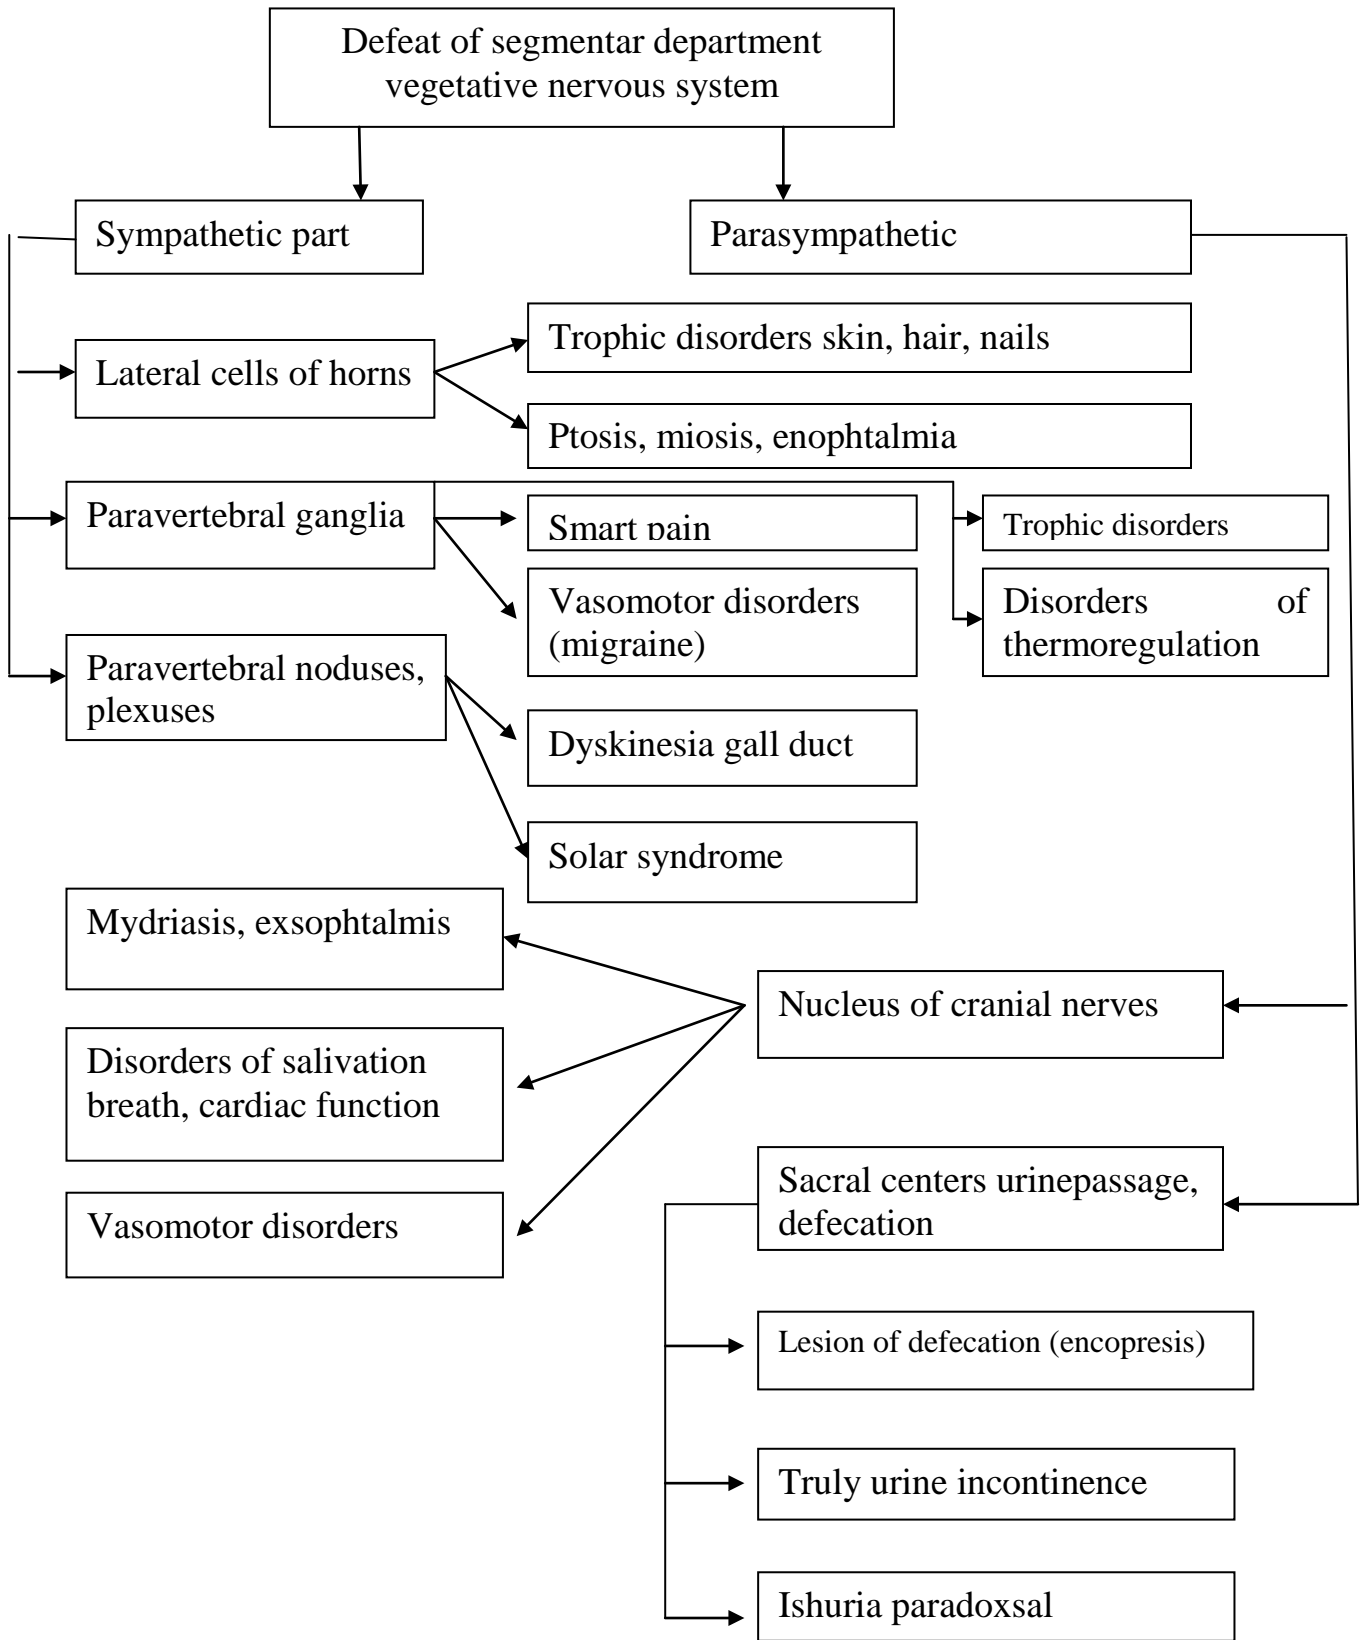 Defeat of segmentar department
vegetative nervous system
Sympathetic part
Parasympathetic
Trophic disorders skin, hair, nails
Lateral cells of horns
Ptosis, miosis, enophtalmia
Paravertebral ganglia
Smart pain
Trophic disorders
Vasomotor disorders
(migraine)
Disorders of
thermoregulation
Paravertebral noduses,
plexuses
Dyskinesia gall duct
Solar syndrome
Mydriasis, exsophtalmis
Nucleus of cranial nerves
Disorders of salivation
breath, cardiac function
Sacral centers urinepassage,
defecation
Vasomotor disorders
Lesion of defecation (encopresis)
Truly urine incontinence
Ishuria paradoxsal